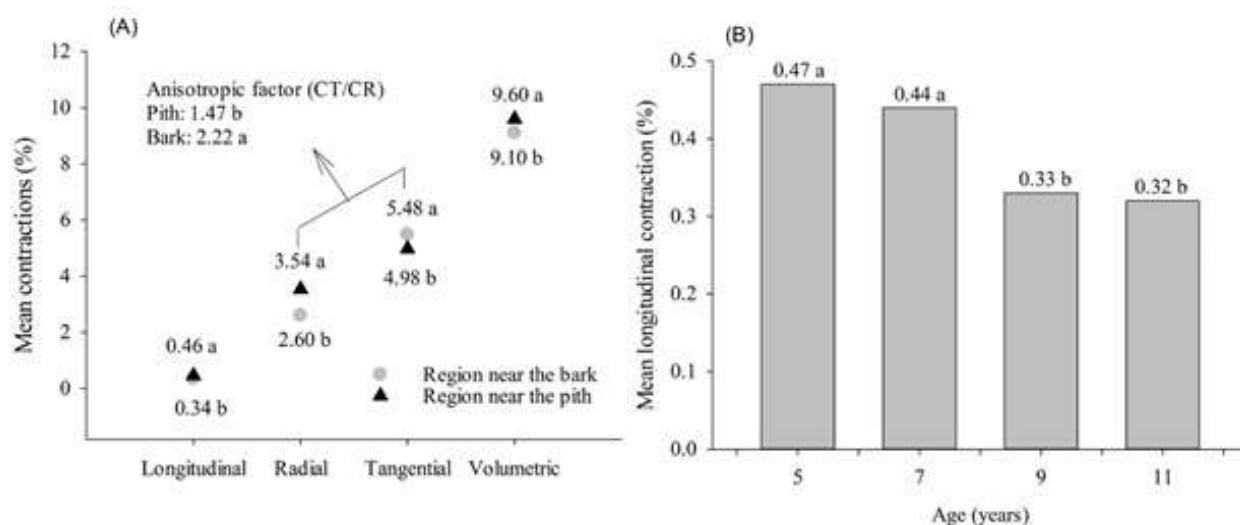 (A)
12
10
8
6
4
2
0
Mean contractions (%)
Anisotropic factor (CT/CR)
Pith: 1.47 b
Bark: 2.22 a
9.60 a
9.10 b
5.48 a
4.98 b
3.54 a
2.60 b
0.46 a
0.34 b
Region near the bark
Region near the pith
Longitudinal Radial Tangential Volumetric
(B)
0.5
0.4
0.3
0.2
0.1
0.0
Mean longitudinal contraction (%)
0.47 a
0.44 a
0.33 b
0.32 b
5 7 9 11
Age (years)